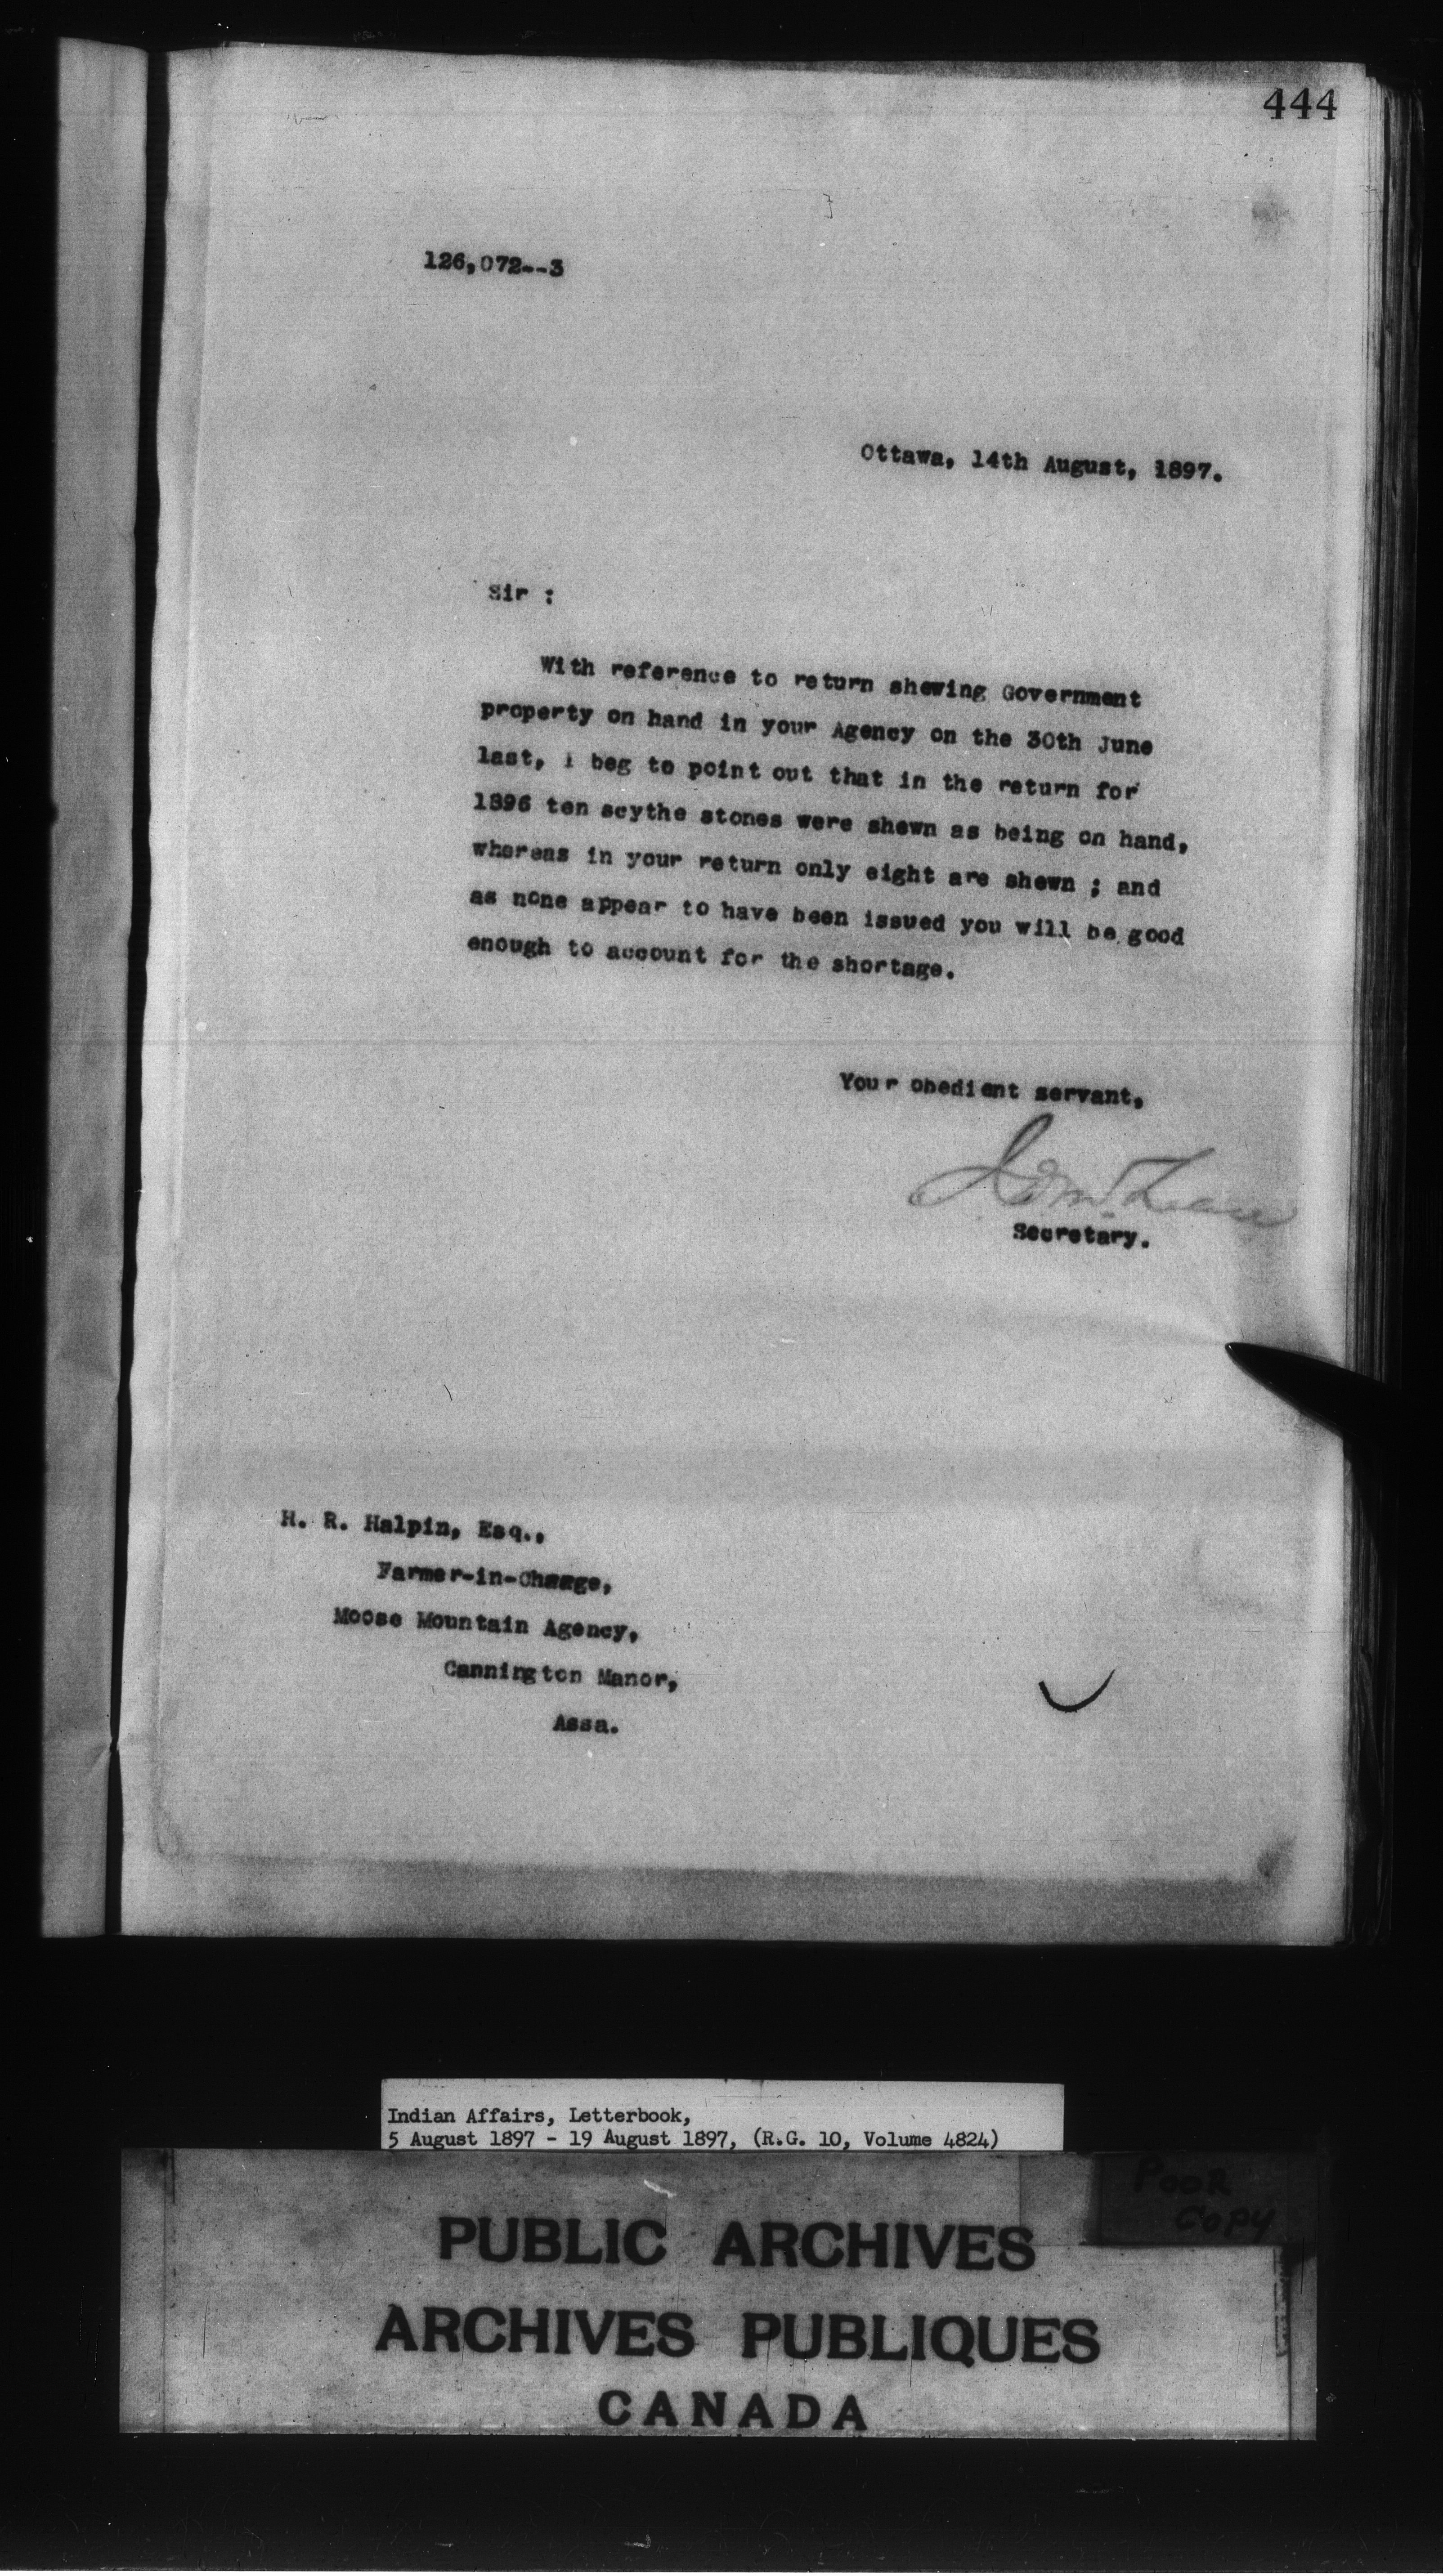 444
126,072--3
Ottawa, 14th August, 1897.
Sir :
With reference to return shewing Government
property on hand in your Agency on the 30th June
last, I beg to point out that in the return for
1896 ten scythe stones were shewn as being on hand,
whereas in your return only eight are shewn ; and
as none appear to have been issued you will be good
enough to account for the shortage.
Your obedient servant,
J. D. McLean
Secretary.
H. R. Halpin, Esq.,
Farmer-in-Charge,
Moose Mountain Agency,
Cannington Manor,
Assa.
Indian Affairs, Letterbook,
5 August 1897 - 19 August 1897, (R.G. 10, Volume 4824)
POOR
COPY
PUBLIC ARCHIVES
ARCHIVES PUBLIQUES
CANADA